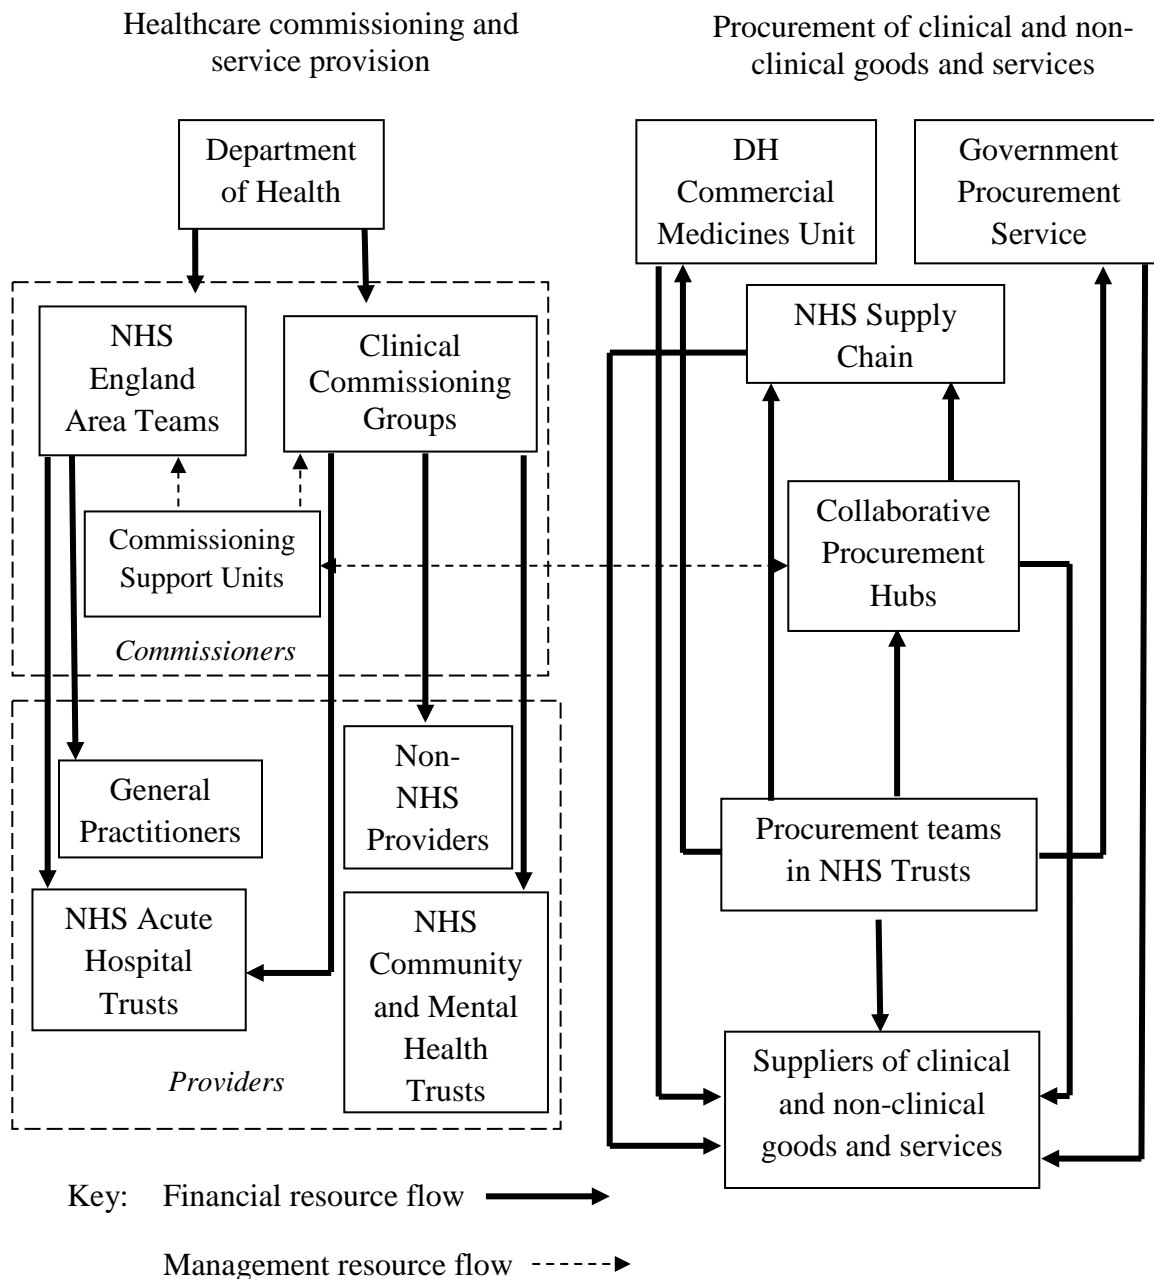 Healthcare commissioning and
service provision
Procurement of clinical and non-
clinical goods and services
Department
of Health
DH
Commercial
Medicines Unit
Government
Procurement
Service
NHS
England
Area Teams
Clinical
Commissioning
Groups
NHS Supply
Chain
Commissioning
Support Units
Collaborative
Procurement
Hubs
Commissioners
General
Practitioners
Non-
NHS
Providers
Procurement teams
in NHS Trusts
NHS Acute
Hospital
Trusts
NHS
Community
and Mental
Health
Trusts
Providers
Suppliers of clinical
and non-clinical
goods and services
Key: Financial resource flow
Management resource flow